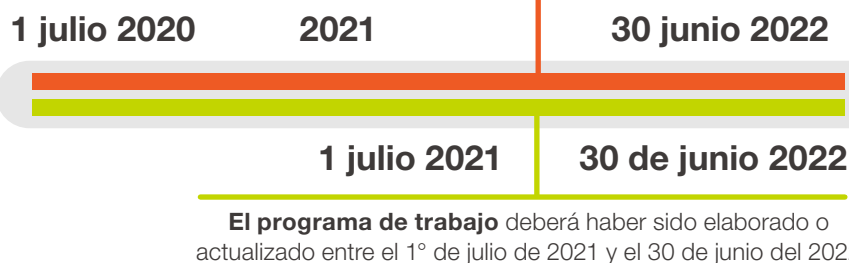 1 julio 2020 2021 30 junio 2022
1 julio 2021 30 de junio 2022
El programa de trabajo deberá haber sido elaborado o
actualizado entre el 1° de julio de 2021 y el 30 de junio del